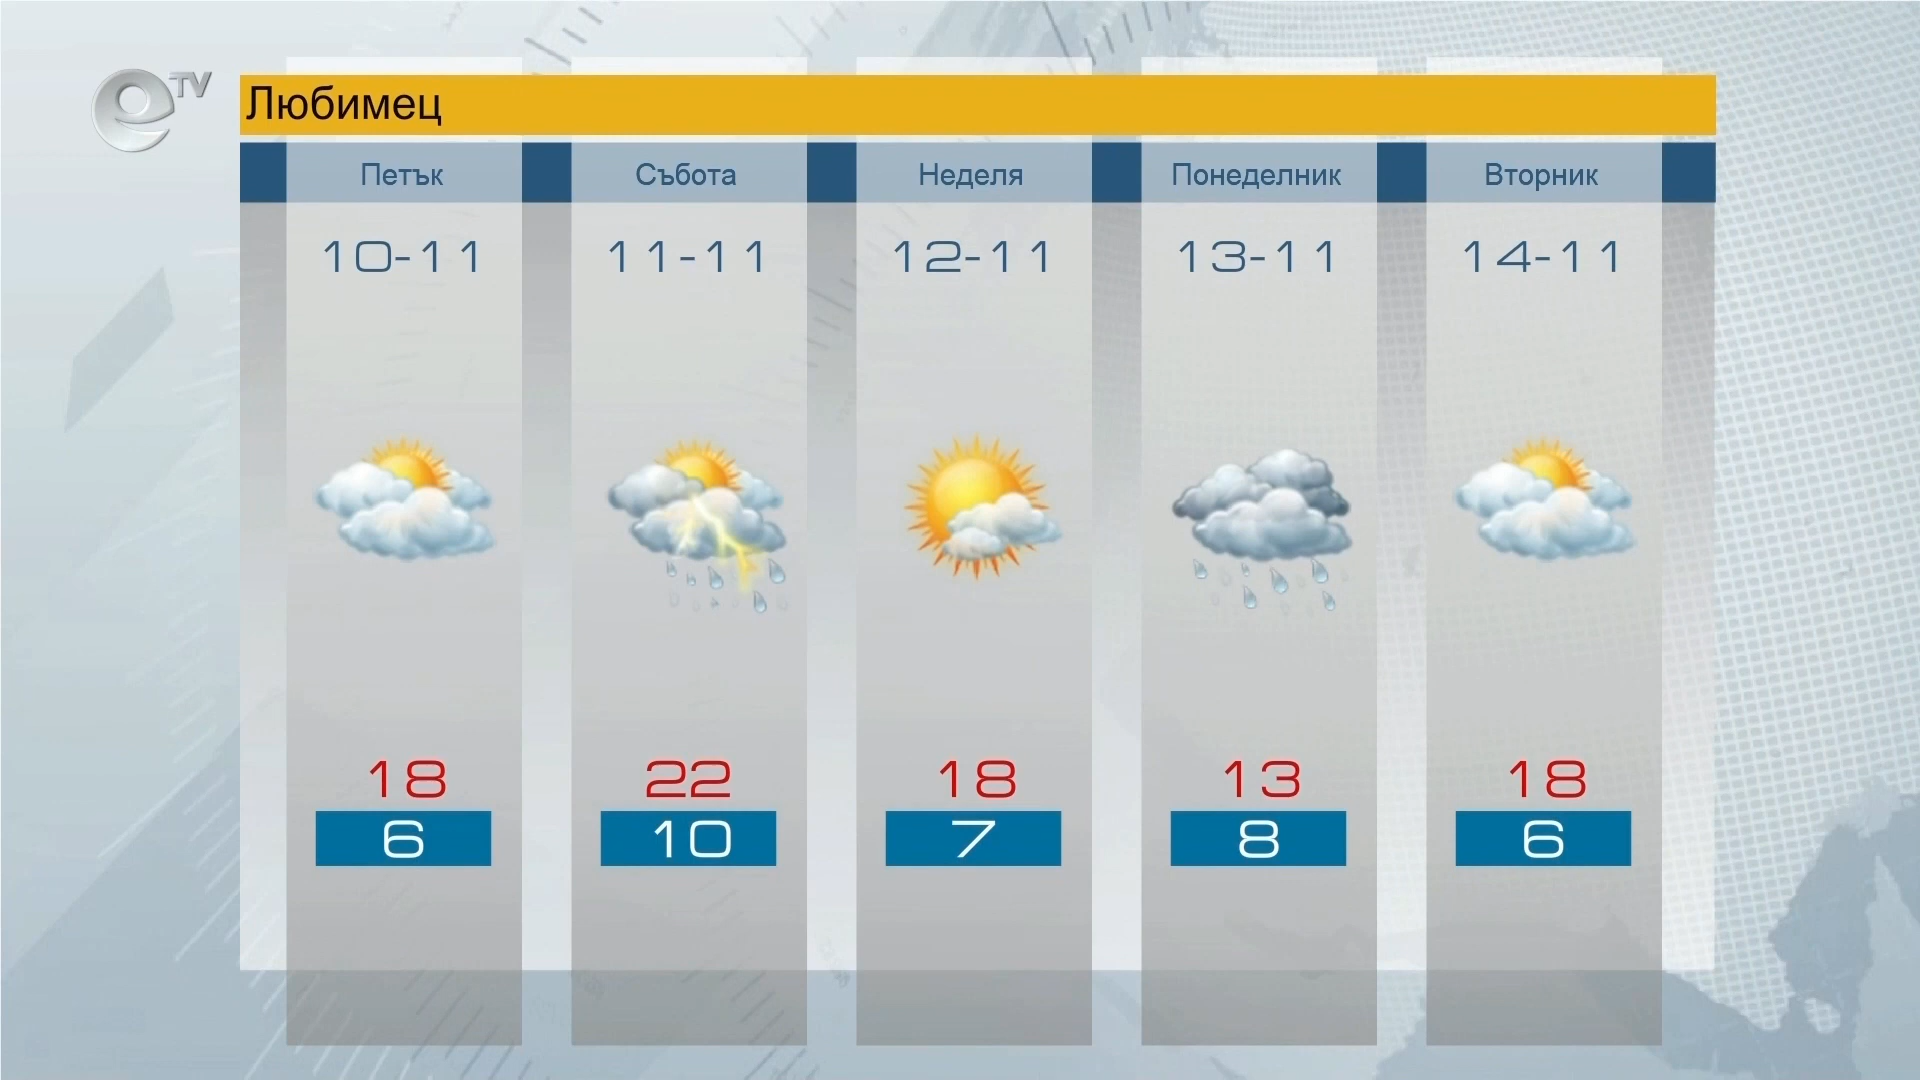 eTV
Любимец
Петък Събота Неделя Понеделник Вторник
10-11 11-11 12-11 13-11 14-11
18 22 18 13 18
6 10 7 8 6